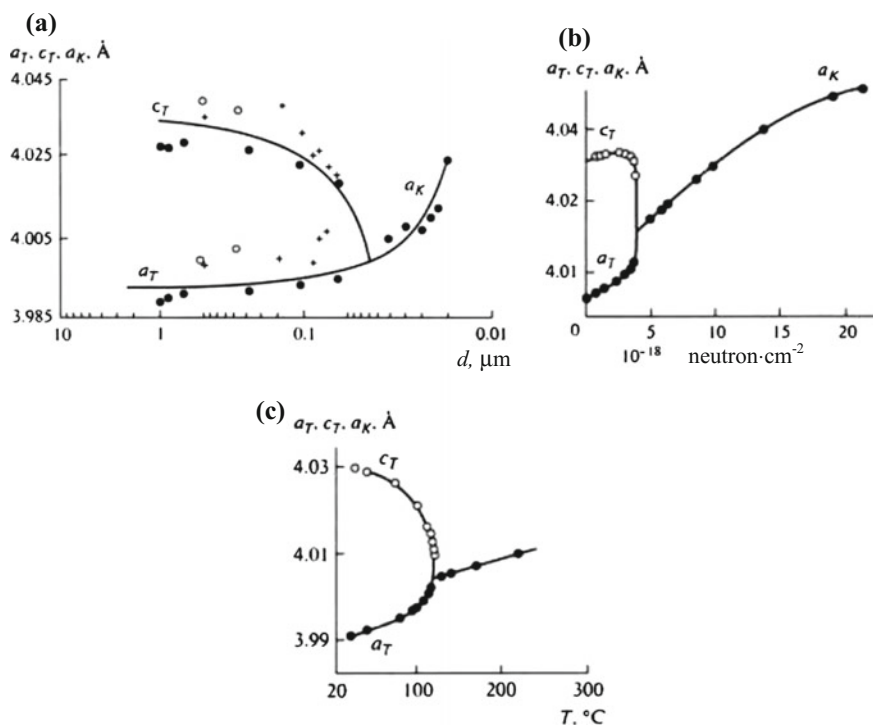 (a)
a_T, c_T, a_K, Å
4.045
4.025
4.005
3.985
c_T
a_T
a_K
10 1 0.1 0.01
d, μm
(b)
a_T, c_T, a_K, Å
4.04
4.02
4.01
c_T
a_T
a_K
0 5 10 15 20
10⁻¹⁸ neutron·cm⁻²
(c)
a_T, c_T, a_K, Å
4.03
4.01
3.99
c_T
a_T
20 100 200 300
T, °C